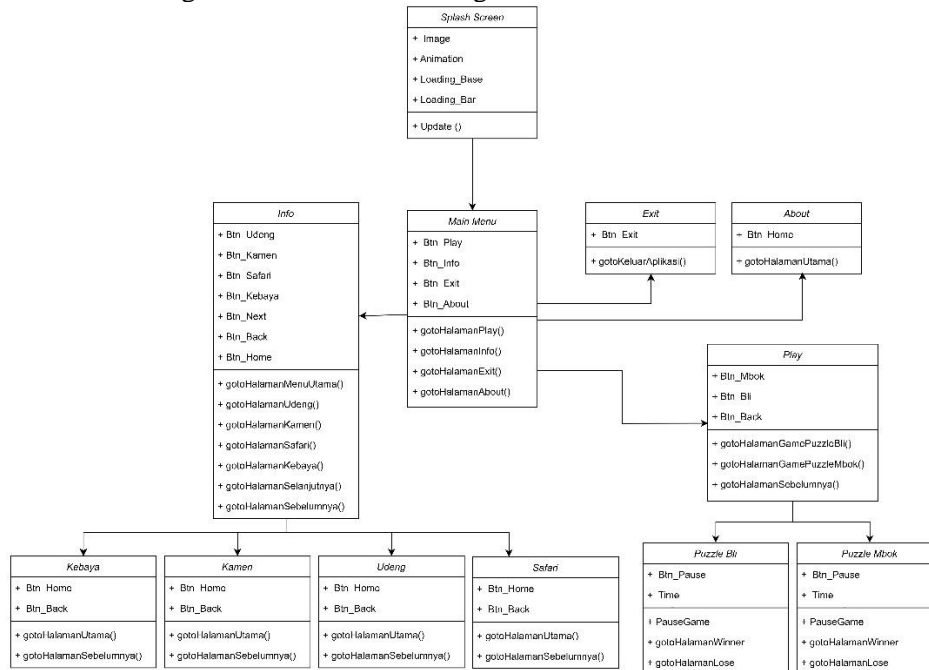 Splash Screen
+ Image
+ Animation
+ Loading_Base
+ Loading_Bar
+ Update ()
Info
+ Btn_Udeng
+ Btn_Kamen
+ Btn_Safari
+ Btn_Kebaya
+ Btn_Next
+ Btn_Back
+ Btn_Home
+ gotoHalamanMenuUtama()
+ gotoHalamanUdeng()
+ gotoHalamanKamen()
+ gotoHalamanSafari()
+ gotoHalamanKebaya()
+ gotoHalamanSelanjutnya()
+ gotoHalamanSebelumnya()
Main Menu
+ Btn_Play
+ Btn_Info
+ Btn_Exit
+ Btn_About
+ gotoHalamanPlay()
+ gotoHalamanInfo()
+ gotoHalamanExit()
+ gotoHalamanAbout()
Exit
+ Btn_Exit
+ gotoKeluarAplikasi()
About
+ Btn_Home
+ gotoHalamanUtama()
Play
+ Btn_Mbok
+ Btn_Bli
+ Btn_Back
+ gotoHalamanGamePuzzleBli()
+ gotoHalamanGamePuzzleMbok()
+ gotoHalamanSebelumnya()
Kebaya
+ Btn_Home
+ Btn_Back
+ gotoHalamanUtama()
+ gotoHalamanSebelumnya()
Kamen
+ Btn_Home
+ Btn_Back
+ gotoHalamanUtama()
+ gotoHalamanSebelumnya()
Udeng
+ Btn_Home
+ Btn_Back
+ gotoHalamanUtama()
+ gotoHalamanSebelumnya()
Safari
+ Btn_Home
+ Btn_Back
+ gotoHalamanUtama()
+ gotoHalamanSebelumnya()
Puzzle Bli
+ Btn_Pause
+ Time
+ PauseGame
+ gotoHalamanWinner
+ gotoHalamanLose
Puzzle Mbok
+ Btn_Pause
+ Time
+ PauseGame
+ gotoHalamanWinner
+ gotoHalamanLose